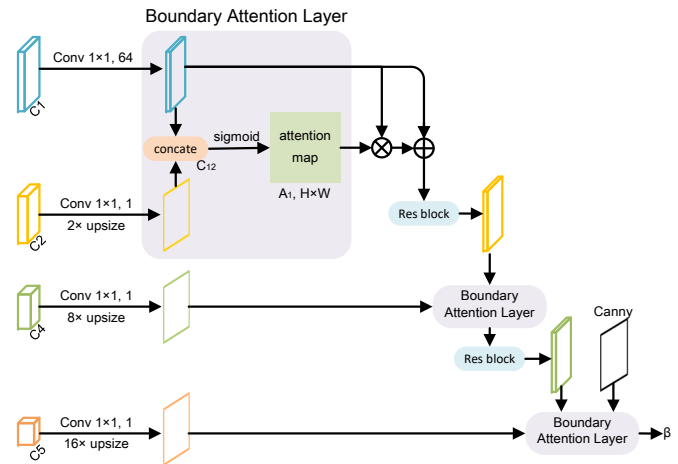 Boundary Attention Layer
Conv 1×1, 64
C1
sigmoid
attention
map
concate
C12
A1, H×W
Conv 1×1, 1
2× upsize
C2
Res block
Conv 1×1, 1
8× upsize
C4
Boundary
Attention Layer
Canny
Res block
Conv 1×1, 1
16× upsize
C5
Boundary
Attention Layer
β